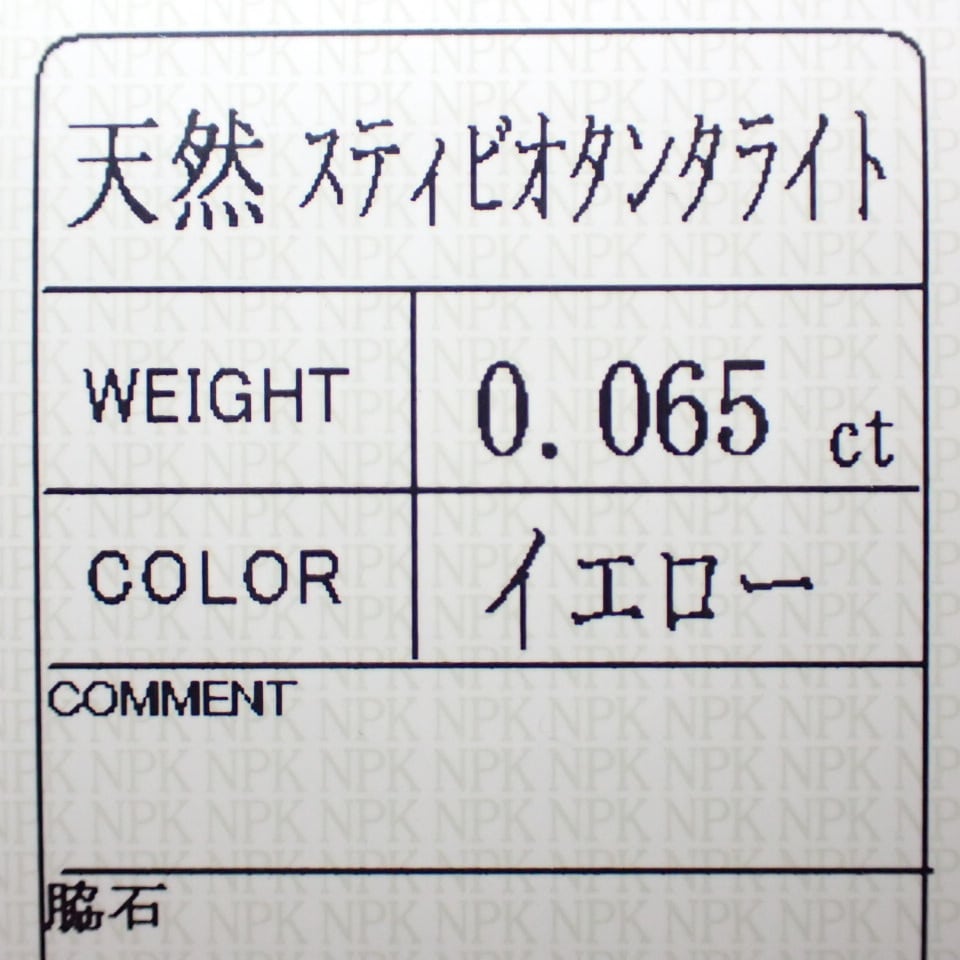 天然 スティビオタンタライト
WEIGHT 0.065 ct
COLOR イエロー
COMMENT
脇石